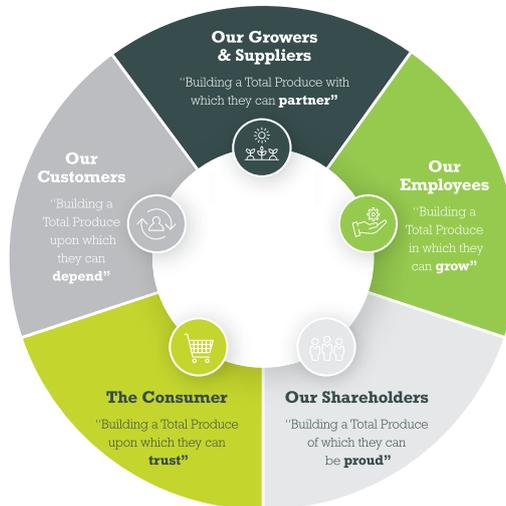 Our Growers
& Suppliers
“Building a Total Produce with
which they can partner”
Our
Employees
“Building a
Total Produce
in which they
can grow”
Our Shareholders
“Building a Total Produce
of which they can
be proud”
The Consumer
“Building a Total Produce
upon which they can
trust”
Our
Customers
“Building a
Total Produce
upon which
they can
depend”